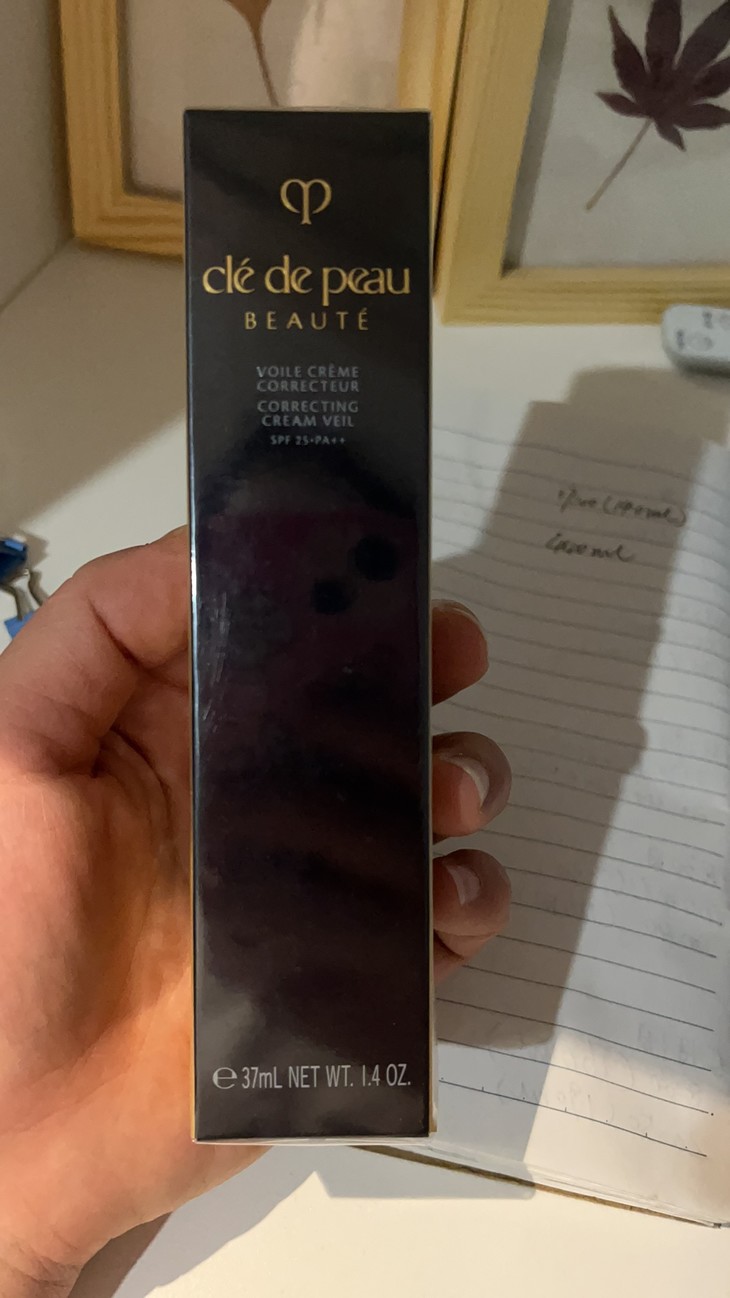 clé de peau
BEAUTÉ
VOILE CRÈME
CORRECTEUR
CORRECTING
CREAM VEIL
SPF 25•PA++
℮ 37mL NET WT. 1.4 OZ.